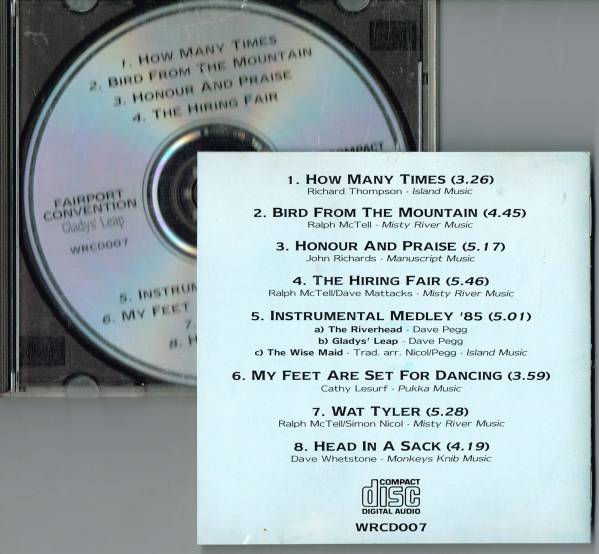 1. HOW MANY TIMES
2. BIRD FROM THE MOUNTAIN
3. HONOUR AND PRAISE
4. THE HIRING FAIR
FAIRPORT
CONVENTION
Gladys' Leap
WRCD007
COMPACT
5. INSTRUM
6. MY FEET
7.
8. H
1. HOW MANY TIMES (3.26)
Richard Thompson - Island Music
2. BIRD FROM THE MOUNTAIN (4.45)
Ralph McTell - Misty River Music
3. HONOUR AND PRAISE (5.17)
John Richards - Manuscript Music
4. THE HIRING FAIR (5.46)
Ralph McTell/Dave Mattacks - Misty River Music
5. INSTRUMENTAL MEDLEY '85 (5.01)
a) The Riverhead - Dave Pegg
b) Gladys' Leap - Dave Pegg
c) The Wise Maid - Trad. arr. Nicol/Pegg - Island Music
6. MY FEET ARE SET FOR DANCING (3.59)
Cathy Lesurf - Pukka Music
7. WAT TYLER (5.28)
Ralph McTell/Simon Nicol - Misty River Music
8. HEAD IN A SACK (4.19)
Dave Whetstone - Monkeys Knib Music
COMPACT
disc
DIGITAL AUDIO
WRCD007